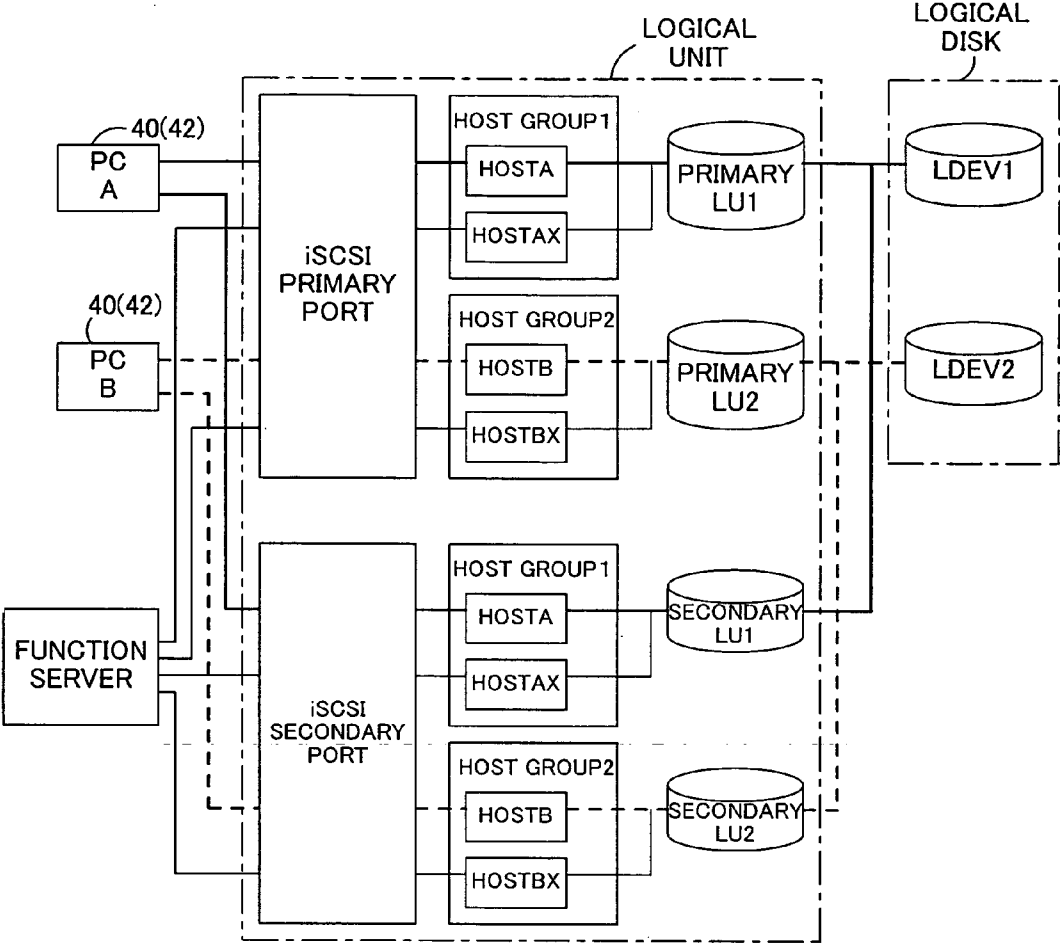 LOGICAL
UNIT
LOGICAL
DISK
40(42)
PC
A
40(42)
PC
B
FUNCTION
SERVER
iSCSI
PRIMARY
PORT
HOST GROUP1
HOSTA
HOSTAX
PRIMARY
LU1
LDEV1
HOST GROUP2
HOSTB
HOSTBX
PRIMARY
LU2
LDEV2
iSCSI
SECONDARY
PORT
HOST GROUP1
HOSTA
HOSTAX
SECONDARY
LU1
HOST GROUP2
HOSTB
HOSTBX
SECONDARY
LU2